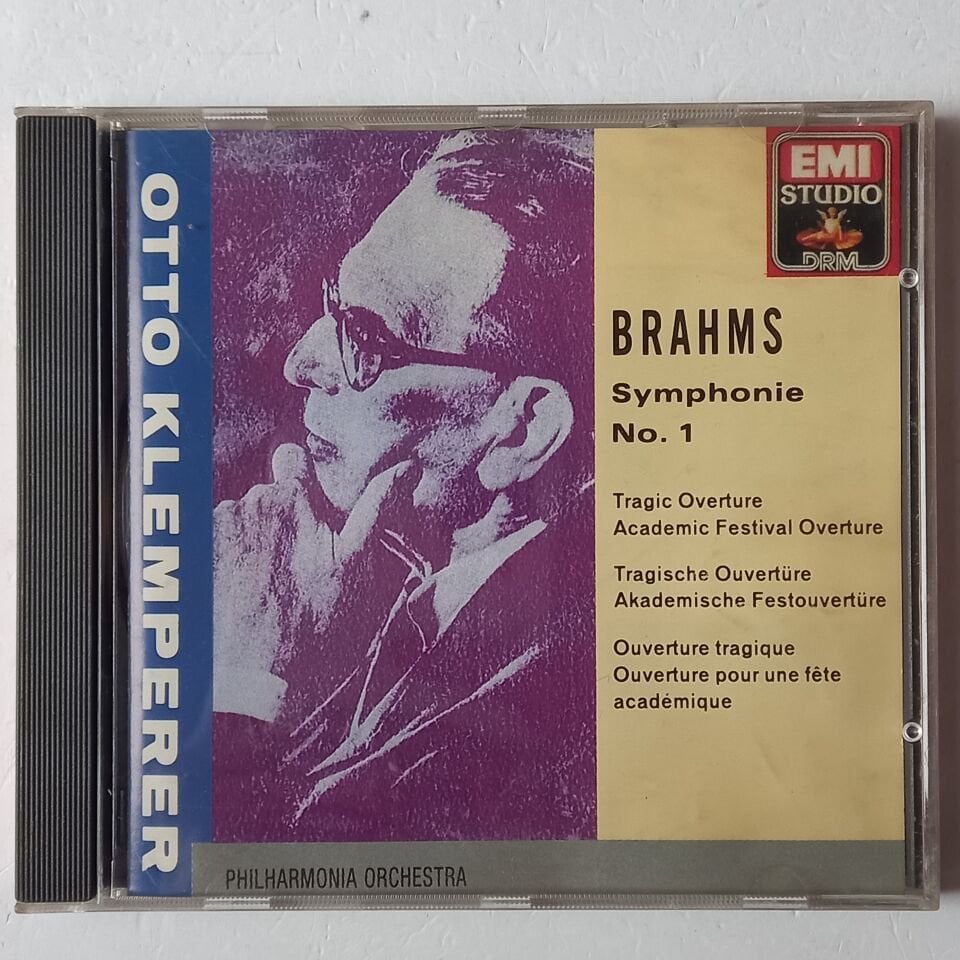 OTTO KLEMPERER
EMI
STUDIO
DRM
BRAHMS
Symphonie
No. 1
Tragic Overture
Academic Festival Overture
Tragische Ouvertüre
Akademische Festouvertüre
Ouverture tragique
Ouverture pour une fête
académique
PHILHARMONIA ORCHESTRA